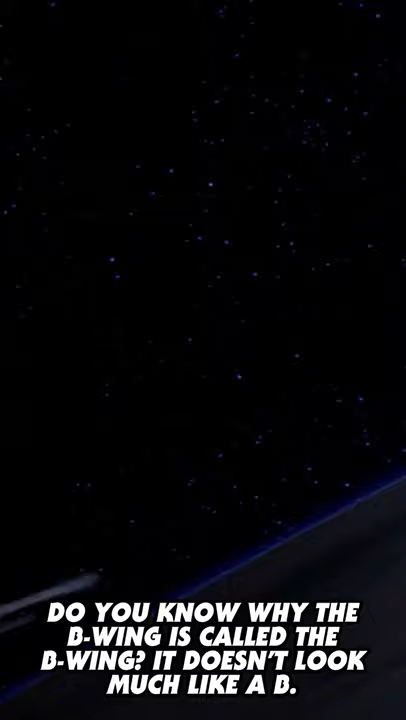 DO YOU KNOW WHY THE
B-WING IS CALLED THE
B-WING? IT DOESN'T LOOK
MUCH LIKE A B.